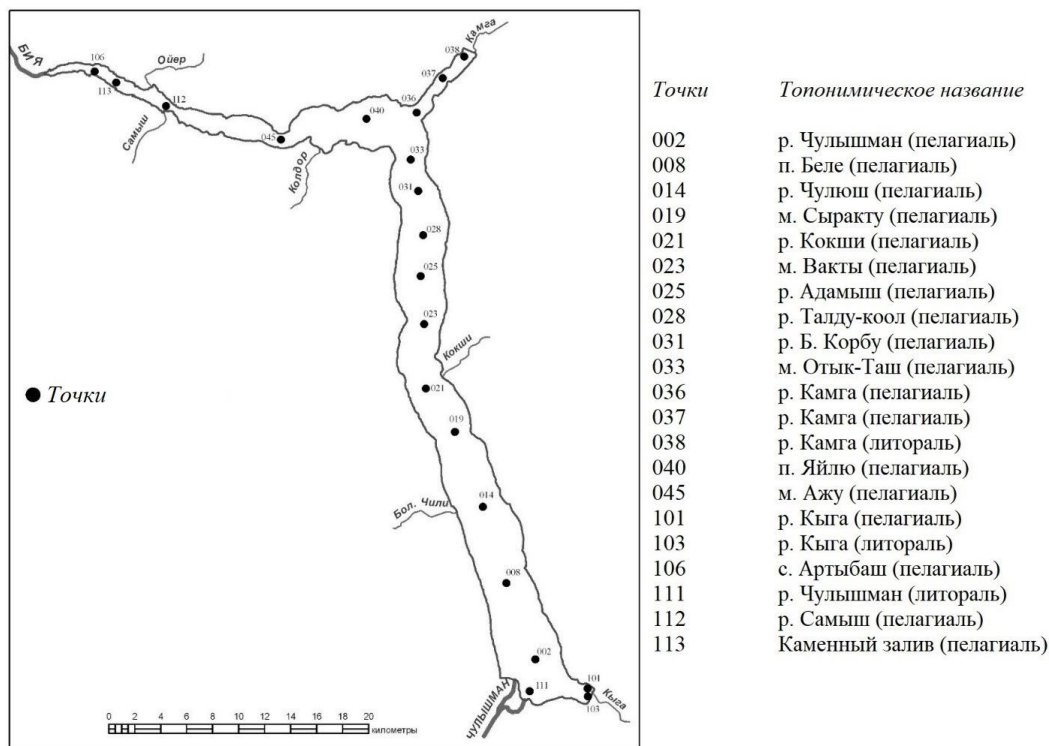 БИЯ
106
113
Ойер
112
Самыш
045
Колдор
040
036
037
038
Камга
033
031
028
025
023
Кокши
021
019
014
Бол. Чили
008
002
111
101
103
Кыга
ЧУЛЫШМАН
● Точки
0 2 4 6 8 10 12 14 16 18 20
километры
Точки Топонимическое название
002 р. Чулышман (пелагиаль)
008 п. Беле (пелагиаль)
014 р. Чулюш (пелагиаль)
019 м. Сыракту (пелагиаль)
021 р. Кокши (пелагиаль)
023 м. Вакты (пелагиаль)
025 р. Адамыш (пелагиаль)
028 р. Талду-коол (пелагиаль)
031 р. Б. Корбу (пелагиаль)
033 м. Отык-Таш (пелагиаль)
036 р. Камга (пелагиаль)
037 р. Камга (пелагиаль)
038 р. Камга (литораль)
040 п. Яйлю (пелагиаль)
045 м. Ажу (пелагиаль)
101 р. Кыга (пелагиаль)
103 р. Кыга (литораль)
106 с. Артыбаш (пелагиаль)
111 р. Чулышман (литораль)
112 р. Самыш (пелагиаль)
113 Каменный залив (пелагиаль)